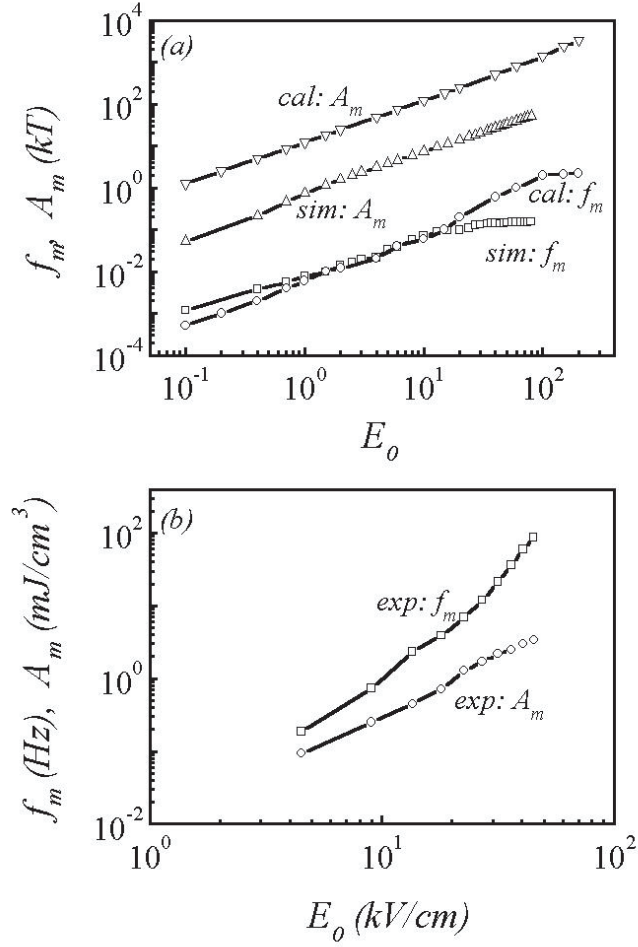 (a)
10^4
10^2
10^0
10^-2
10^-4
f_m, A_m (kT)
cal: A_m
sim: A_m
cal: f_m
sim: f_m
10^-1 10^0 10^1 10^2
E_0
(b)
10^2
10^0
10^-2
f_m (Hz), A_m (mJ/cm^3)
exp: f_m
exp: A_m
10^0 10^1 10^2
E_0 (kV/cm)